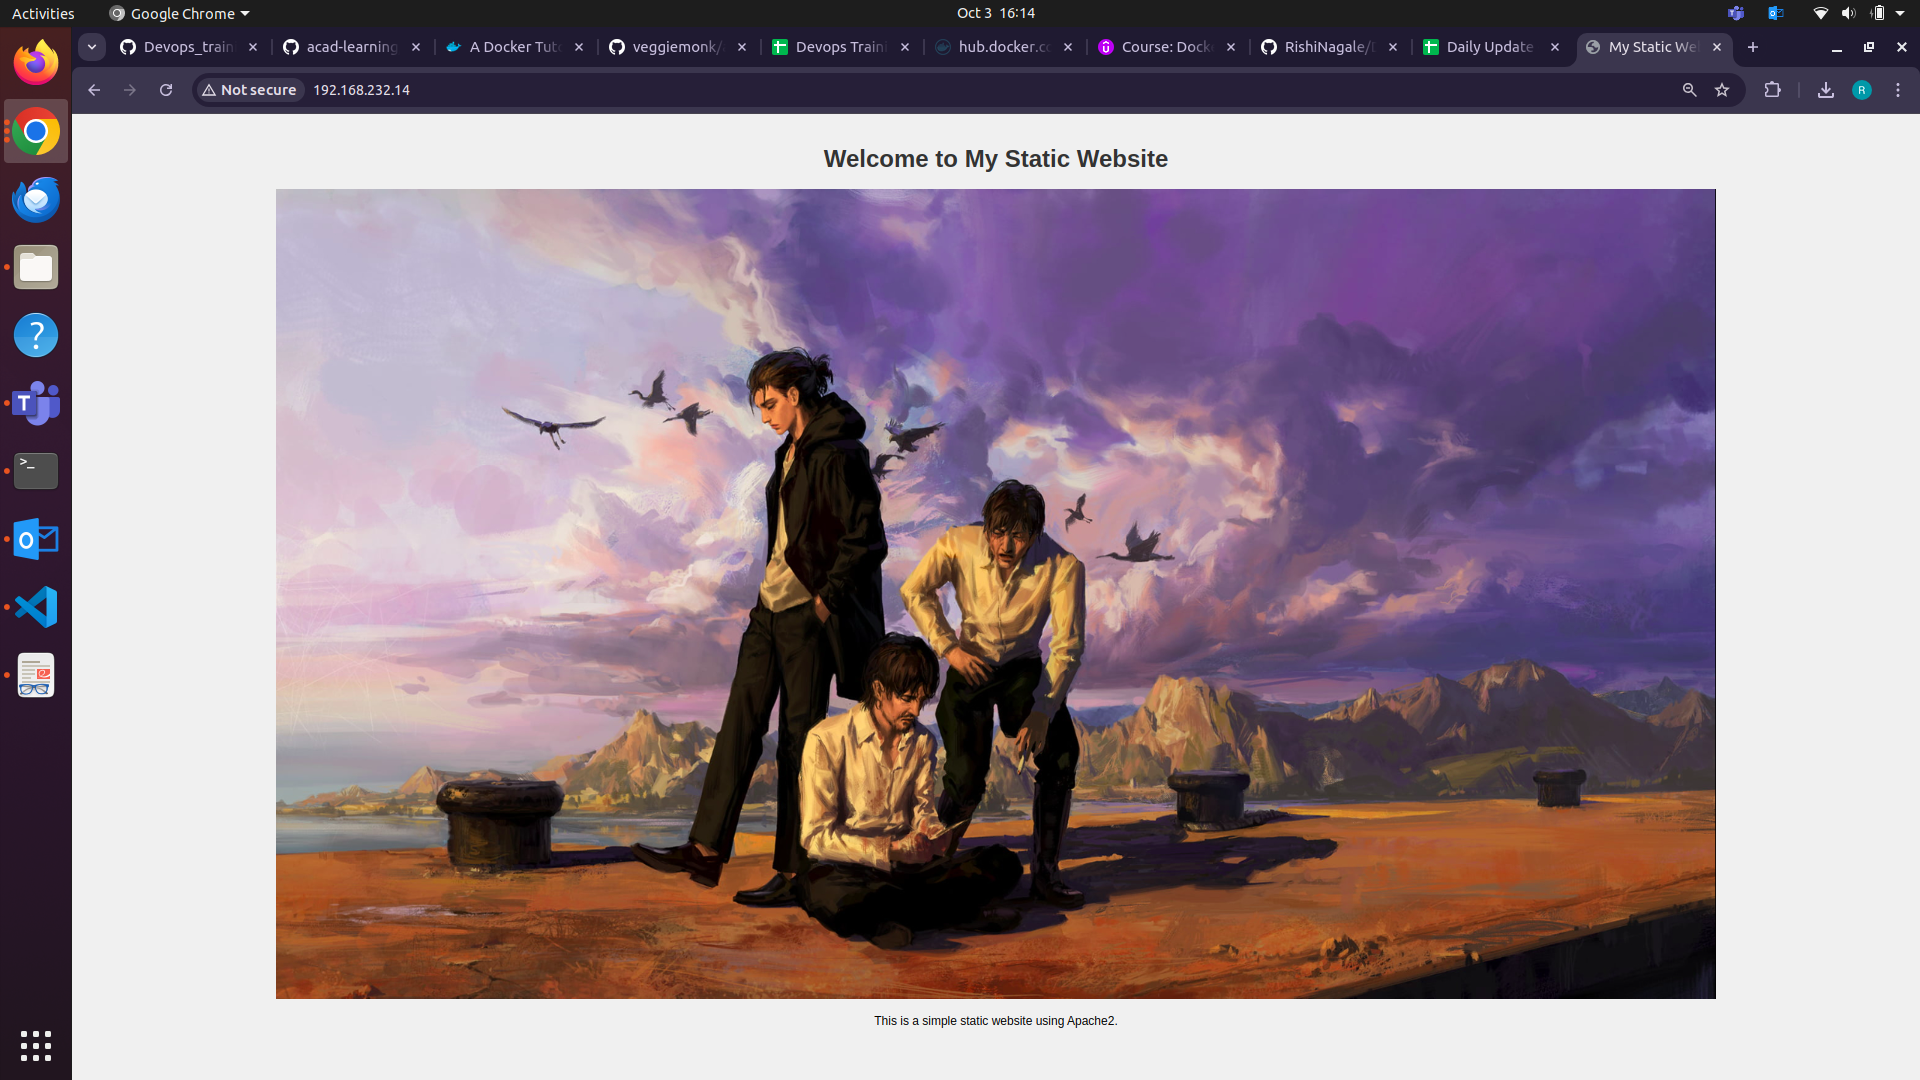 Activities
Google Chrome
Oct 3 16:14
Devops_train
acad-learning
A Docker Tut
veggiemonk/
Devops Traini
hub.docker.co
Course: Docke
RishiNagale/
Daily Update
My Static We
Not secure
192.168.232.14
R
Welcome to My Static Website
This is a simple static website using Apache2.